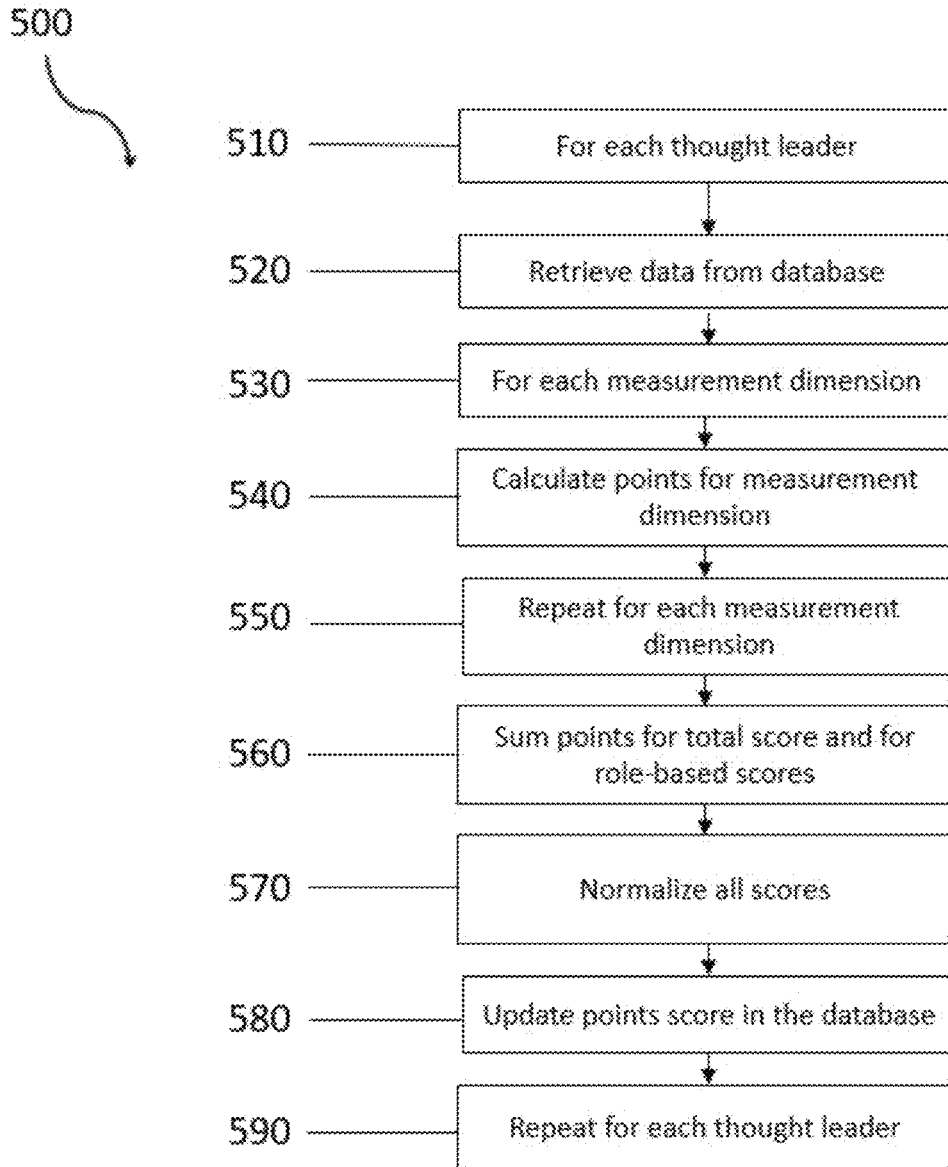 500
510
For each thought leader
520
Retrieve data from database
530
For each measurement dimension
540
Calculate points for measurement
dimension
550
Repeat for each measurement
dimension
560
Sum points for total score and for
role-based scores
570
Normalize all scores
580
Update points score in the database
590
Repeat for each thought leader